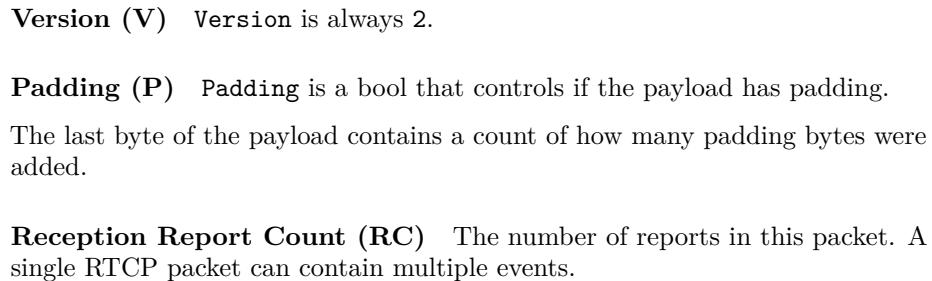 Version (V) Version is always 2.
Padding (P) Padding is a bool that controls if the payload has padding.
The last byte of the payload contains a count of how many padding bytes were
added.
Reception Report Count (RC) The number of reports in this packet. A
single RTCP packet can contain multiple events.